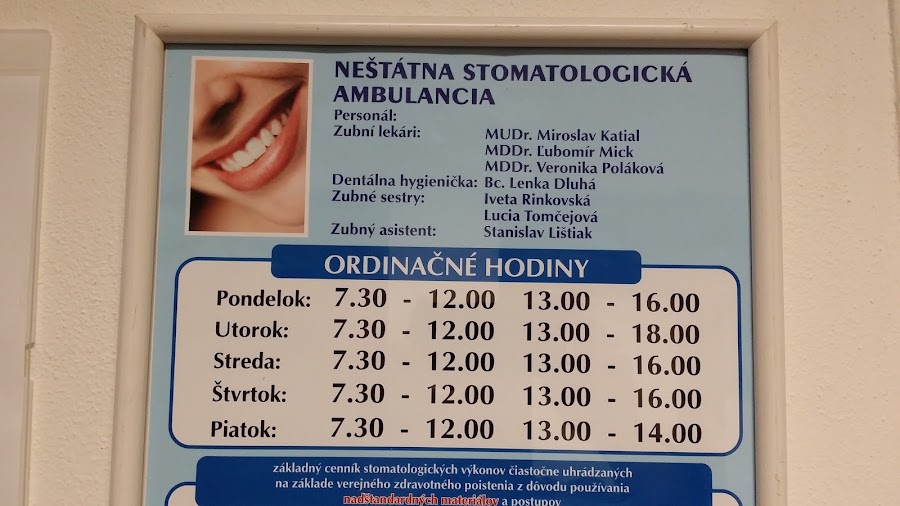 NEŠTÁTNA STOMATOLOGICKÁ
AMBULANCIA
Personál:
Zubní lekári: MUDr. Miroslav Katial
MDDr. Ľubomír Mick
MDDr. Veronika Poláková
Dentálna hygienička: Bc. Lenka Dluhá
Zubné sestry: Iveta Rinkovská
Lucia Tomčejová
Zubný asistent: Stanislav Lištiak
ORDINAČNÉ HODINY
Pondelok: 7.30 - 12.00 13.00 - 16.00
Utorok: 7.30 - 12.00 13.00 - 18.00
Streda: 7.30 - 12.00 13.00 - 16.00
Štvrtok: 7.30 - 12.00 13.00 - 16.00
Piatok: 7.30 - 12.00 13.00 - 14.00
základný cenník stomatologických výkonov čiastočne uhrádzaných
na základe verejného zdravotného poistenia z dôvodu používania
nadštandardných materiálov a postupov